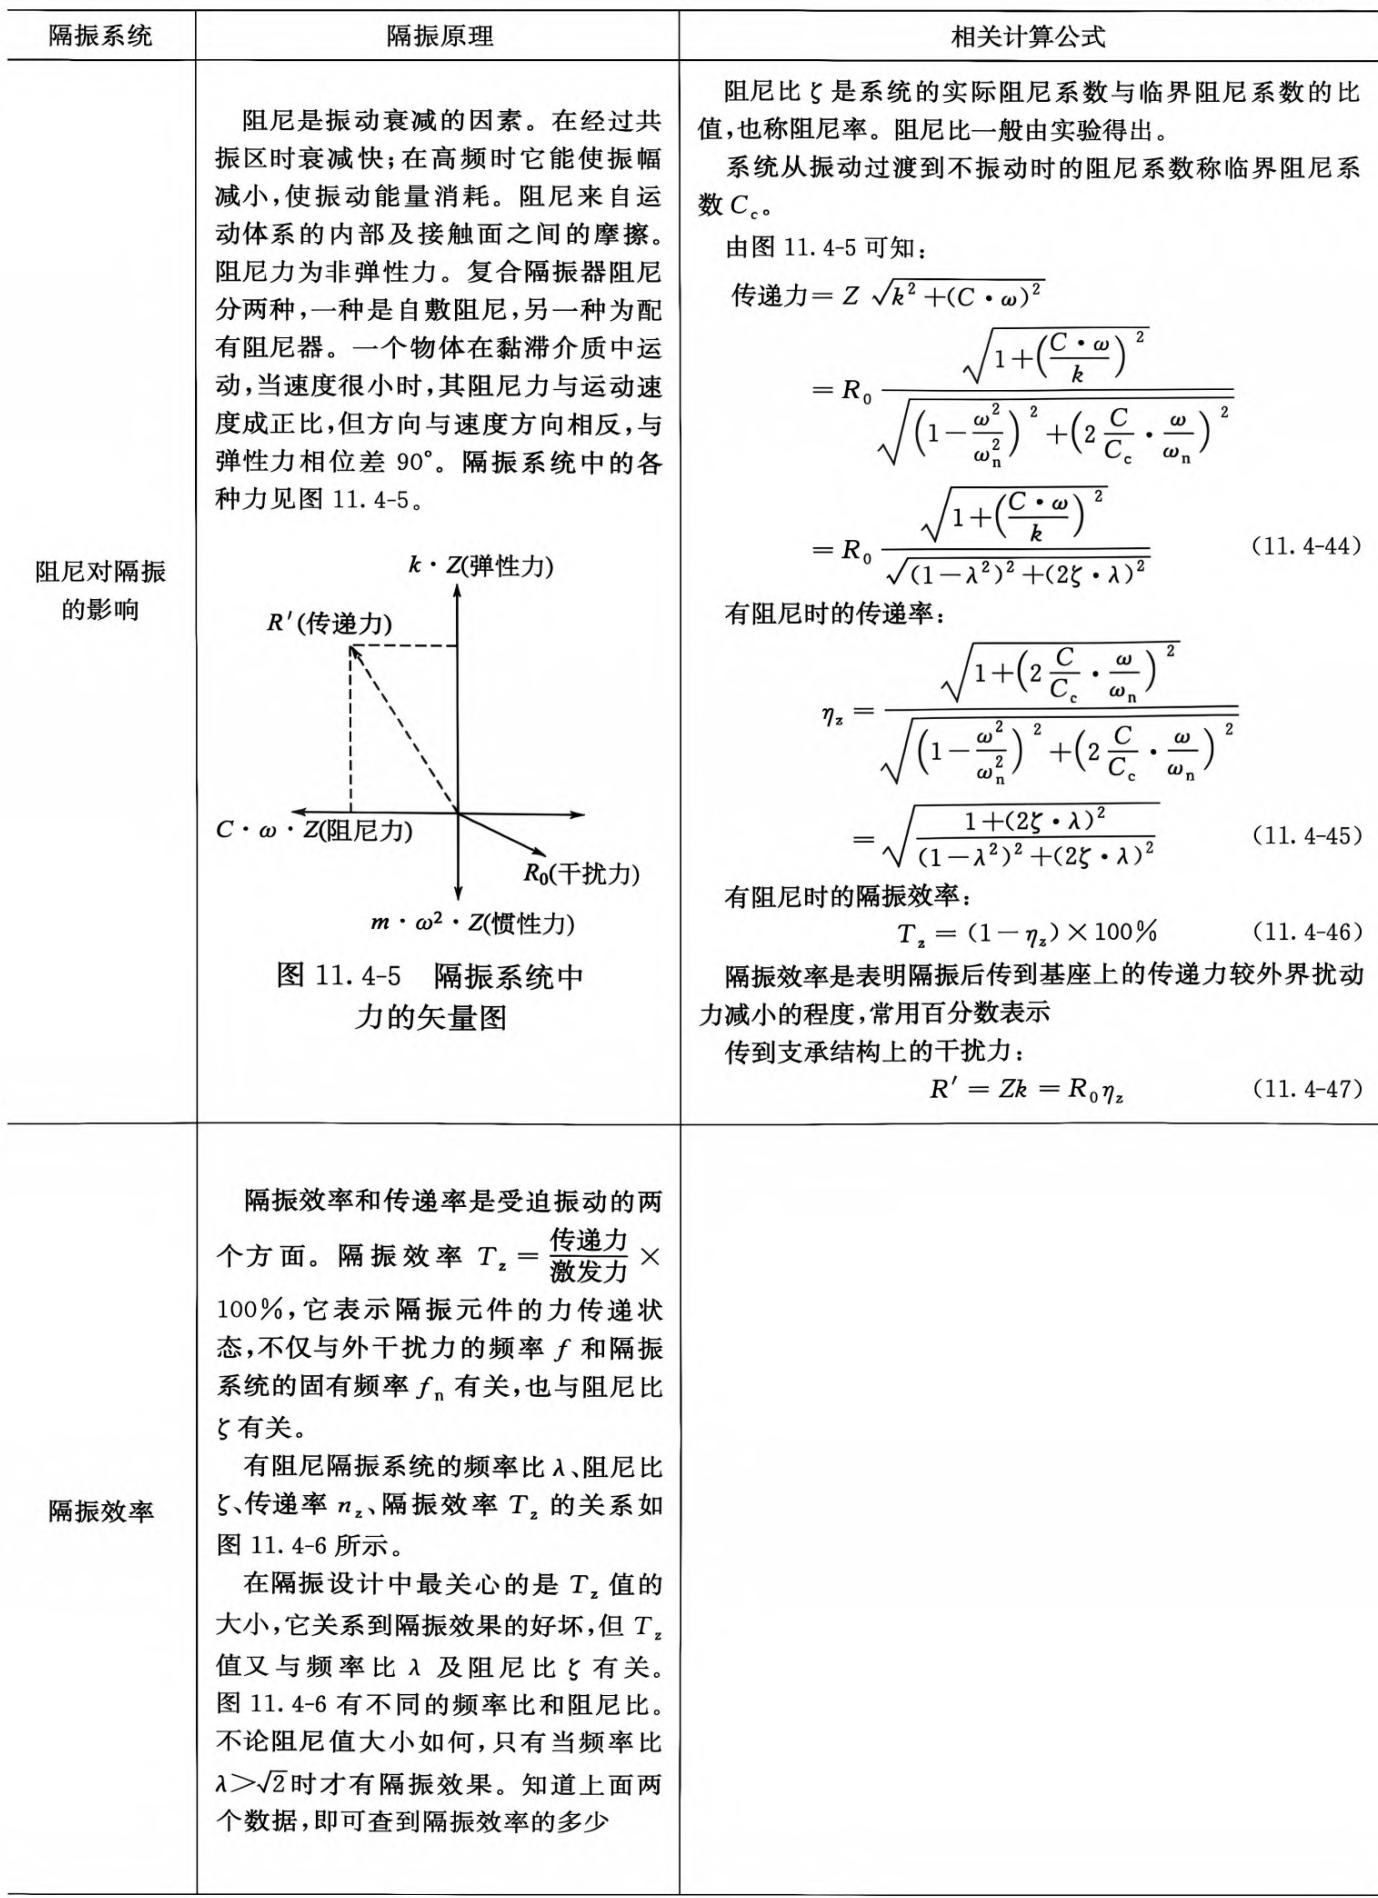 隔振系统
隔振原理
相关计算公式
阻尼对隔振
的影响
阻尼是振动衰减的因素。在经过共
振区时衰减快;在高频时它能使振幅
减小,使振动能量消耗。阻尼来自运
动体系的内部及接触面之间的摩擦。
阻尼力为非弹性力。复合隔振器阻尼
分两种,一种是自敷阻尼,另一种为配
有阻尼器。一个物体在黏滞介质中运
动,当速度很小时,其阻尼力与运动速
度成正比,但方向与速度方向相反,与
弹性力相位差 90°。隔振系统中的各
种力见图 11.4-5。
k·Z(弹性力)
R′(传递力)
C·ω·Z(阻尼力)
R₀(干扰力)
m·ω²·Z(惯性力)
图 11.4-5 隔振系统中
力的矢量图
阻尼比 ζ 是系统的实际阻尼系数与临界阻尼系数的比
值,也称阻尼率。阻尼比一般由实验得出。
系统从振动过渡到不振动时的阻尼系数称临界阻尼系
数 C_c。
由图 11.4-5 可知:
传递力= Z √(k²+(C·ω)²)
= R₀ √(1+(C·ω/k)²) / √((1−ω²/ω_n²)²+(2 C/C_c · ω/ω_n)²)
= R₀ √(1+(C·ω/k)²) / √((1−λ²)²+(2ζ·λ)²) (11.4-44)
有阻尼时的传递率:
η_z = √(1+(2 C/C_c · ω/ω_n)²) / √((1−ω²/ω_n²)²+(2 C/C_c · ω/ω_n)²)
= √((1+(2ζ·λ)²) / ((1−λ²)²+(2ζ·λ)²)) (11.4-45)
有阻尼时的隔振效率:
T_z = (1−η_z)×100% (11.4-46)
隔振效率是表明隔振后传到基座上的传递力较外界扰动
力减小的程度,常用百分数表示
传到支承结构上的干扰力:
R′ = Zk = R₀η_z (11.4-47)
隔振效率
隔振效率和传递率是受迫振动的两
个方面。隔振效率 T_z = 传递力/激发力 ×
100%,它表示隔振元件的力传递状
态,不仅与外干扰力的频率 f 和隔振
系统的固有频率 f_n 有关,也与阻尼比
ζ 有关。
有阻尼隔振系统的频率比 λ、阻尼比
ζ、传递率 n_z、隔振效率 T_z 的关系如
图 11.4-6 所示。
在隔振设计中最关心的是 T_z 值的
大小,它关系到隔振效果的好坏,但 T_z
值又与频率比 λ 及阻尼比 ζ 有关。
图 11.4-6 有不同的频率比和阻尼比。
不论阻尼值大小如何,只有当频率比
λ>√2时才有隔振效果。知道上面两
个数据,即可查到隔振效率的多少